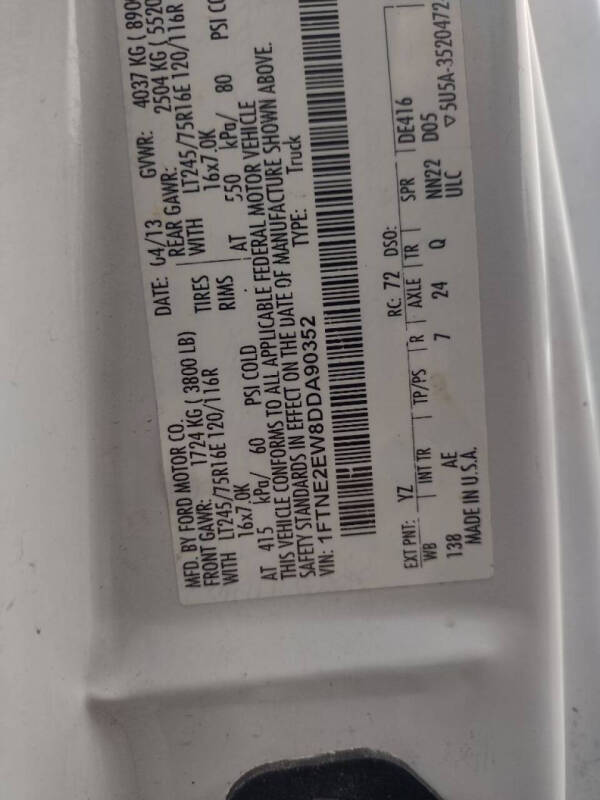 MFD. BY FORD MOTOR CO. DATE: 04/13 GVWR: 4037 KG ( 8900
FRONT GAWR: 1724 KG ( 3800 LB) REAR GAWR: 2504 KG ( 5520
WITH LT245/75R16E 120/116R TIRES WITH LT245/75R16E 120/116R
16x7.0K RIMS 16x7.0K
AT 415 kPa/ 60 PSI COLD AT 550 kPa/ 80 PSI CO
THIS VEHICLE CONFORMS TO ALL APPLICABLE FEDERAL MOTOR VEHICLE
SAFETY STANDARDS IN EFFECT ON THE DATE OF MANUFACTURE SHOWN ABOVE.
VIN: 1FTNE2EW8DDA90352 TYPE: Truck
EXT PNT: YZ RC: 72 DSO:
WB INT TR TP/PS R AXLE TR SPR DE416
138 AE 7 24 Q NN22 D05
MADE IN U.S.A. ULC ▽5U5A-3520472-